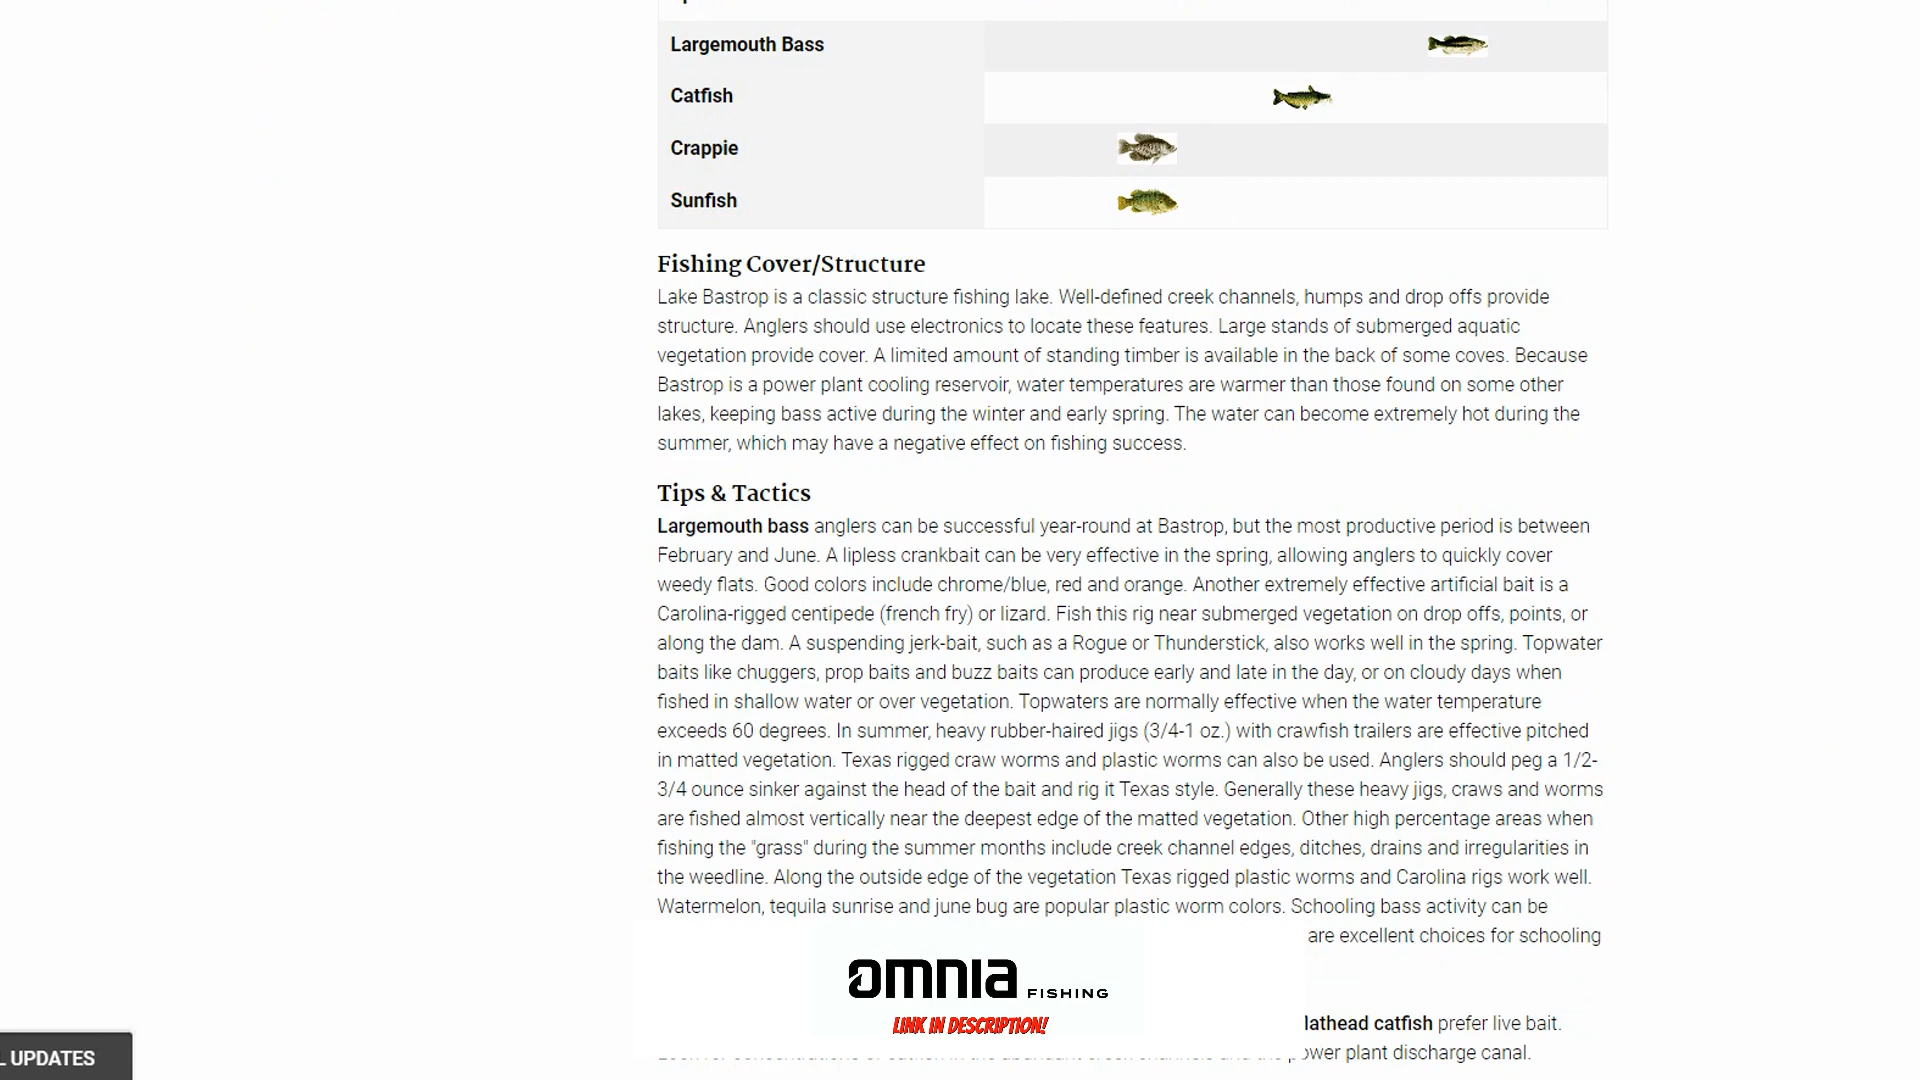 Largemouth Bass
Catfish
Crappie
Sunfish
Fishing Cover/Structure
Lake Bastrop is a classic structure fishing lake. Well-defined creek channels, humps and drop offs provide
structure. Anglers should use electronics to locate these features. Large stands of submerged aquatic
vegetation provide cover. A limited amount of standing timber is available in the back of some coves. Because
Bastrop is a power plant cooling reservoir, water temperatures are warmer than those found on some other
lakes, keeping bass active during the winter and early spring. The water can become extremely hot during the
summer, which may have a negative effect on fishing success.
Tips & Tactics
Largemouth bass anglers can be successful year-round at Bastrop, but the most productive period is between
February and June. A lipless crankbait can be very effective in the spring, allowing anglers to quickly cover
weedy flats. Good colors include chrome/blue, red and orange. Another extremely effective artificial bait is a
Carolina-rigged centipede (french fry) or lizard. Fish this rig near submerged vegetation on drop offs, points, or
along the dam. A suspending jerk-bait, such as a Rogue or Thunderstick, also works well in the spring. Topwater
baits like chuggers, prop baits and buzz baits can produce early and late in the day, or on cloudy days when
fished in shallow water or over vegetation. Topwaters are normally effective when the water temperature
exceeds 60 degrees. In summer, heavy rubber-haired jigs (3/4-1 oz.) with crawfish trailers are effective pitched
in matted vegetation. Texas rigged craw worms and plastic worms can also be used. Anglers should peg a 1/2-
3/4 ounce sinker against the head of the bait and rig it Texas style. Generally these heavy jigs, craws and worms
are fished almost vertically near the deepest edge of the matted vegetation. Other high percentage areas when
fishing the "grass" during the summer months include creek channel edges, ditches, drains and irregularities in
the weedline. Along the outside edge of the vegetation Texas rigged plastic worms and Carolina rigs work well.
Watermelon, tequila sunrise and june bug are popular plastic worm colors. Schooling bass activity can be
are excellent choices for schooling
omnia FISHING
LINK IN DESCRIPTION!
lathead catfish prefer live bait.
ower plant discharge canal.
L UPDATES